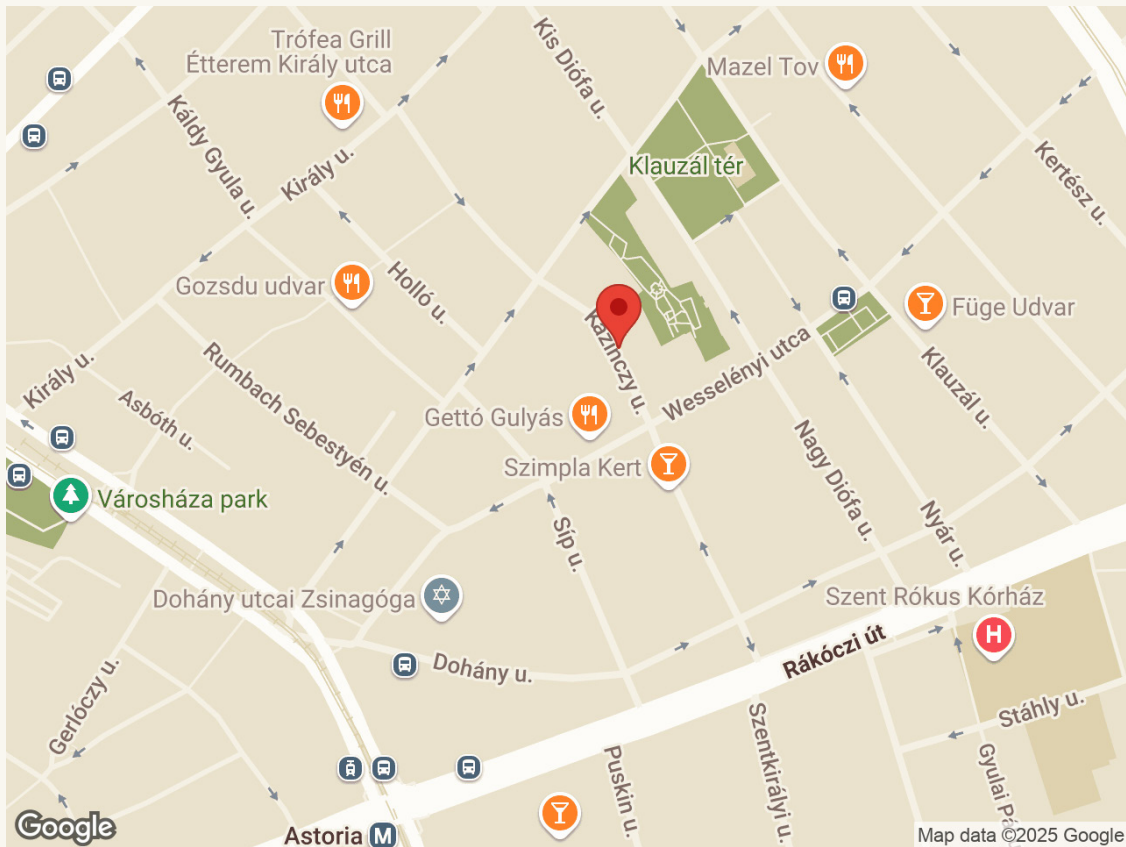 Trófea Grill
Étterem Király utca
Kis Diófa u.
Mazel Tov
Káldy Gyula u.
Király u.
Klauzál tér
Kertész u.
Gozsdu udvar
Holló u.
Kazinczy u.
Füge Udvar
Király u.
Asbóth u.
Rumbach Sebestyén u.
Gettó Gulyás
Wesselényi utca
Klauzál u.
Szimpla Kert
Nagy Diófa u.
Városháza park
Síp u.
Nyár u.
Dohány utcai Zsinagóga
Szent Rókus Kórház
H
Gerlóczy u.
Dohány u.
Rákóczi út
Stáhly u.
Puskin u.
Szentkirályi u.
Gyulai Pá
Google
Astoria M
Map data ©2025 Google